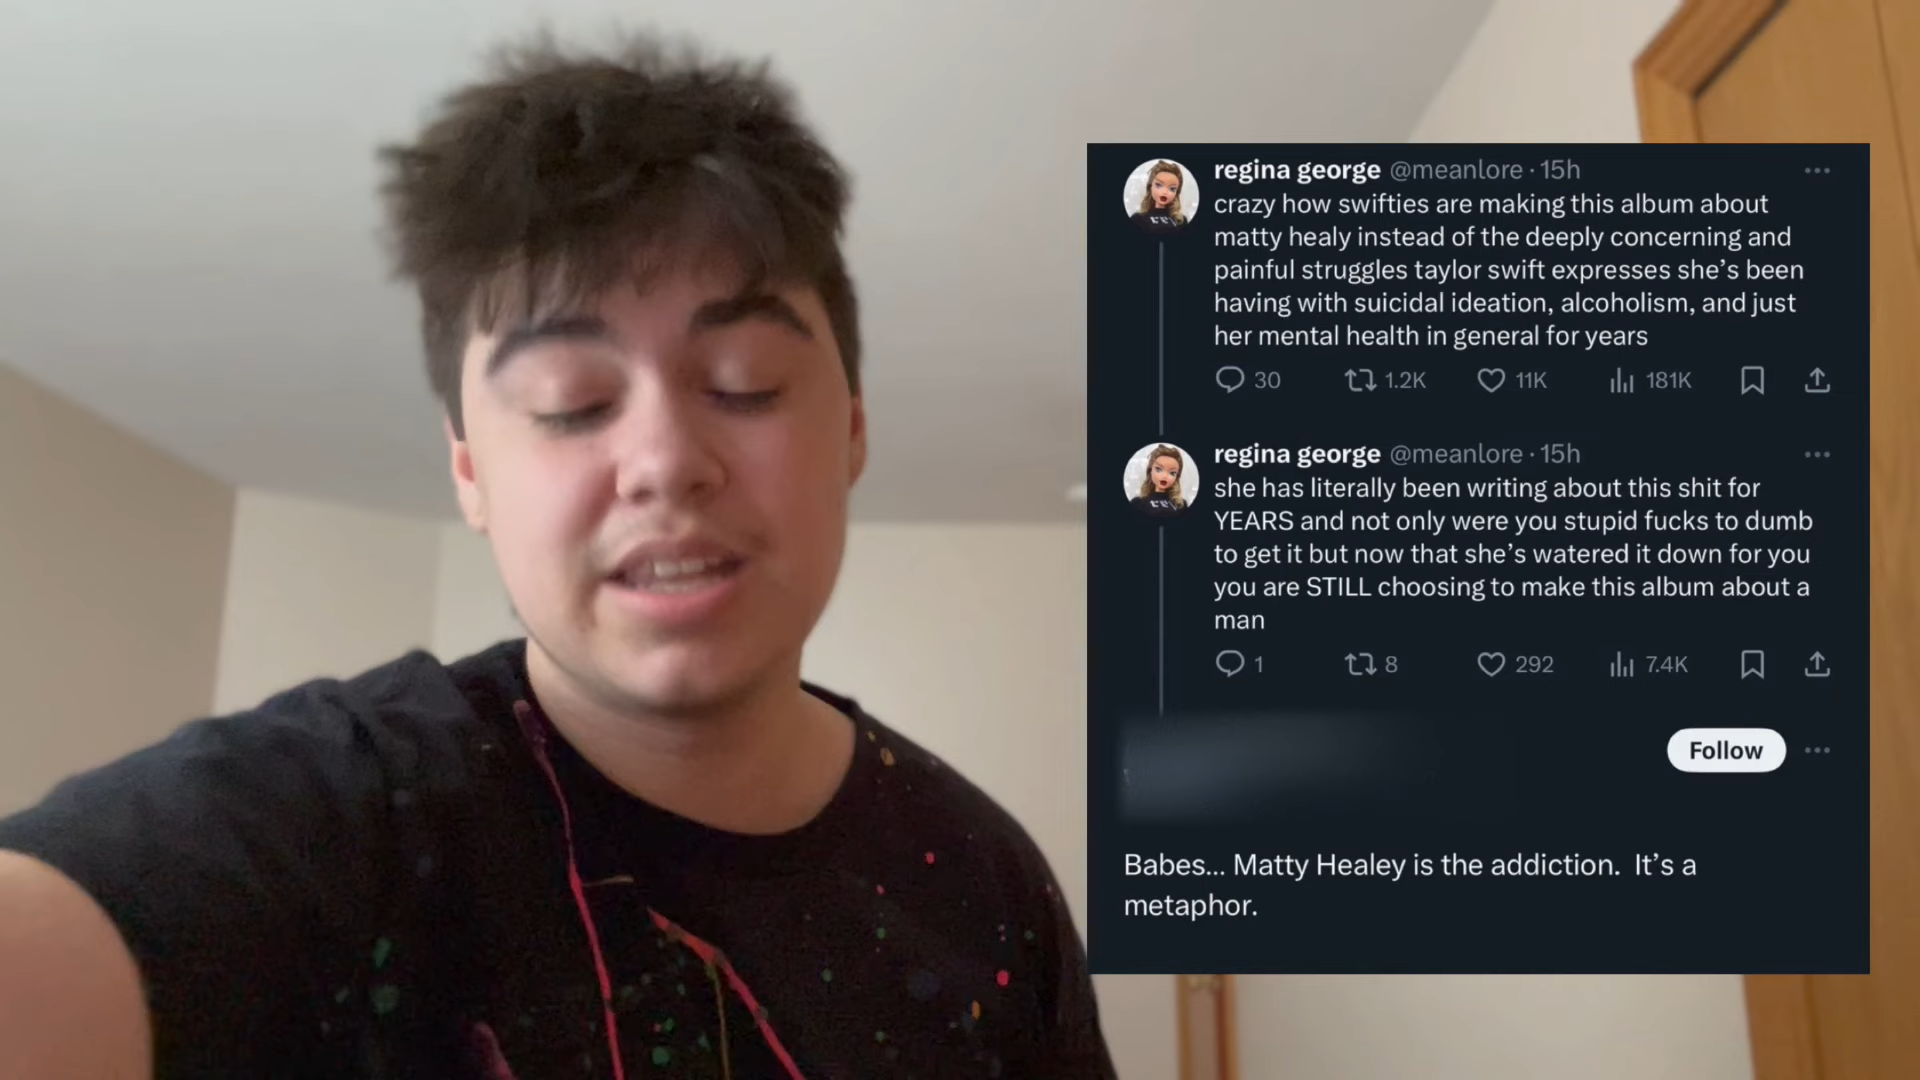 regina george @meanlore · 15h
crazy how swifties are making this album about
matty healy instead of the deeply concerning and
painful struggles taylor swift expresses she's been
having with suicidal ideation, alcoholism, and just
her mental health in general for years
30 1.2K 11K 181K
regina george @meanlore · 15h
she has literally been writing about this shit for
YEARS and not only were you stupid fucks to dumb
to get it but now that she's watered it down for you
you are STILL choosing to make this album about a
man
1 8 292 7.4K
Follow
Babes... Matty Healey is the addiction. It's a
metaphor.